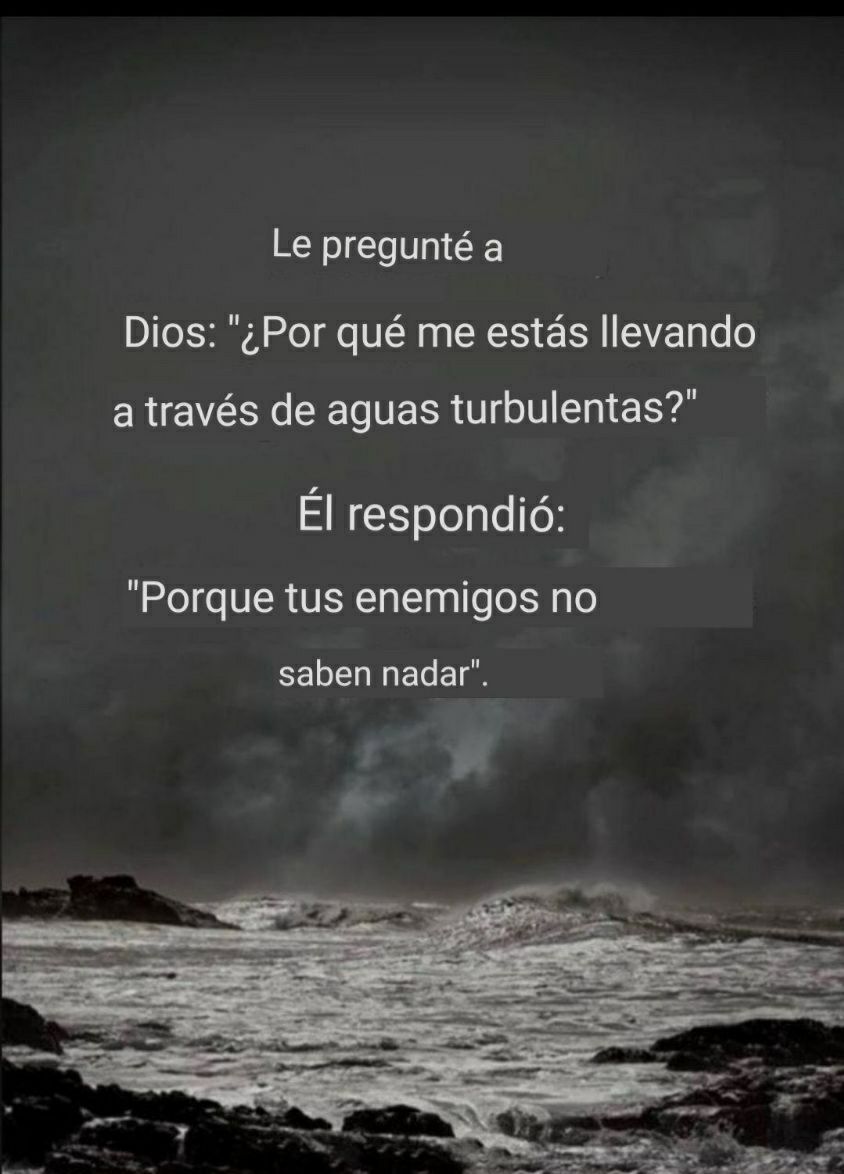 Le pregunté a
Dios: "¿Por qué me estás llevando
a través de aguas turbulentas?"
Él respondió:
"Porque tus enemigos no
saben nadar".